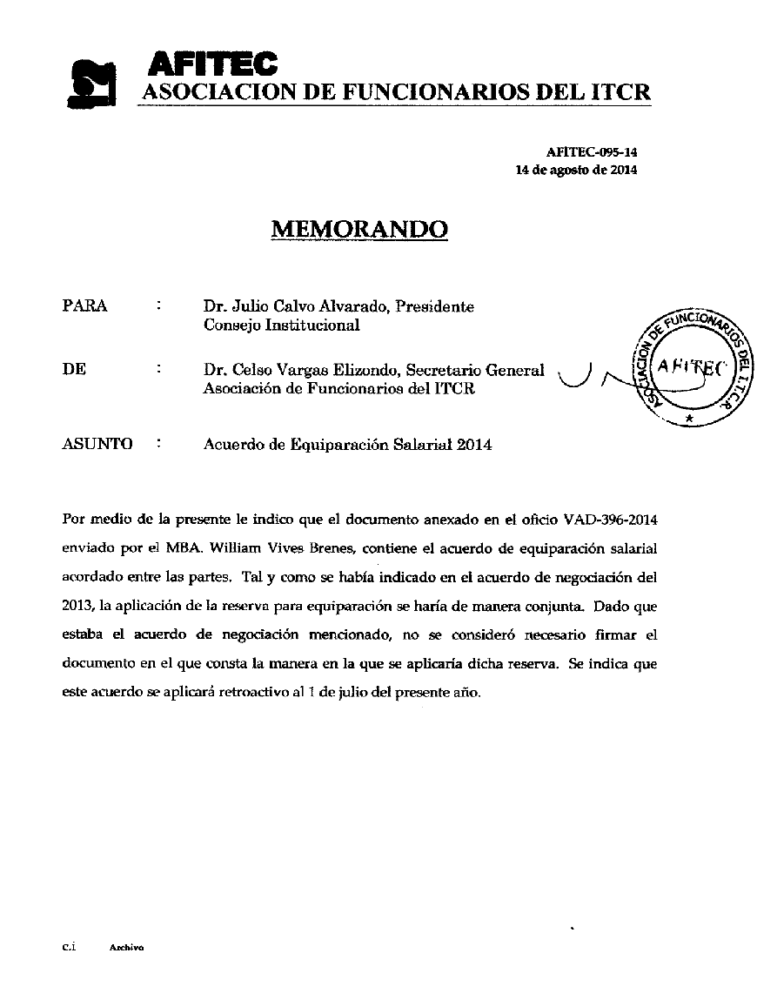 AFITEC
ASOCIACION DE FUNCIONARIOS DEL ITCR
AFITEC-095-14
14 de agosto de 2014
MEMORANDO
PARA : Dr. Julio Calvo Alvarado, Presidente
Consejo Institucional
DE : Dr. Celso Vargas Elizondo, Secretario General
Asociación de Funcionarios del ITCR
ASOCIACION DE FUNCIONARIOS DEL I.T.C.R.
AFITEC
ASUNTO : Acuerdo de Equiparación Salarial 2014
Por medio de la presente le indico que el documento anexado en el oficio VAD-396-2014
enviado por el MBA. William Vives Brenes, contiene el acuerdo de equiparación salarial
acordado entre las partes. Tal y como se había indicado en el acuerdo de negociación del
2013, la aplicación de la reserva para equiparación se haría de manera conjunta. Dado que
estaba el acuerdo de negociación mencionado, no se consideró necesario firmar el
documento en el que consta la manera en la que se aplicaría dicha reserva. Se indica que
este acuerdo se aplicará retroactivo al 1 de julio del presente año.
C.i Archivo